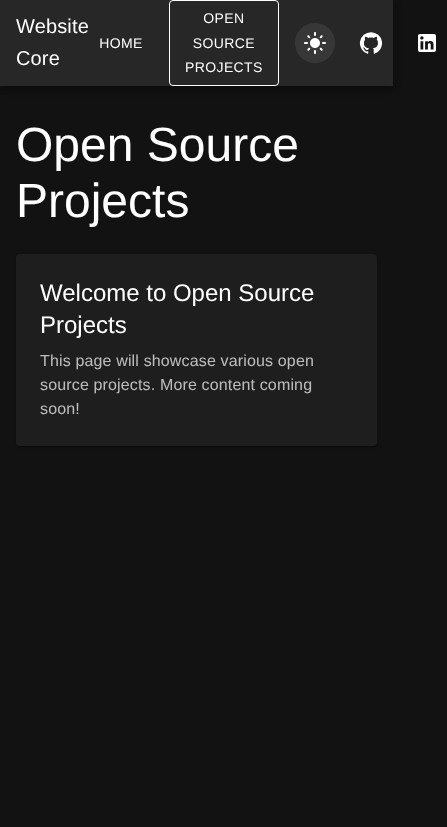 Website
Core
HOME
OPEN
SOURCE
PROJECTS
Open Source
Projects
Welcome to Open Source
Projects
This page will showcase various open
source projects. More content coming
soon!